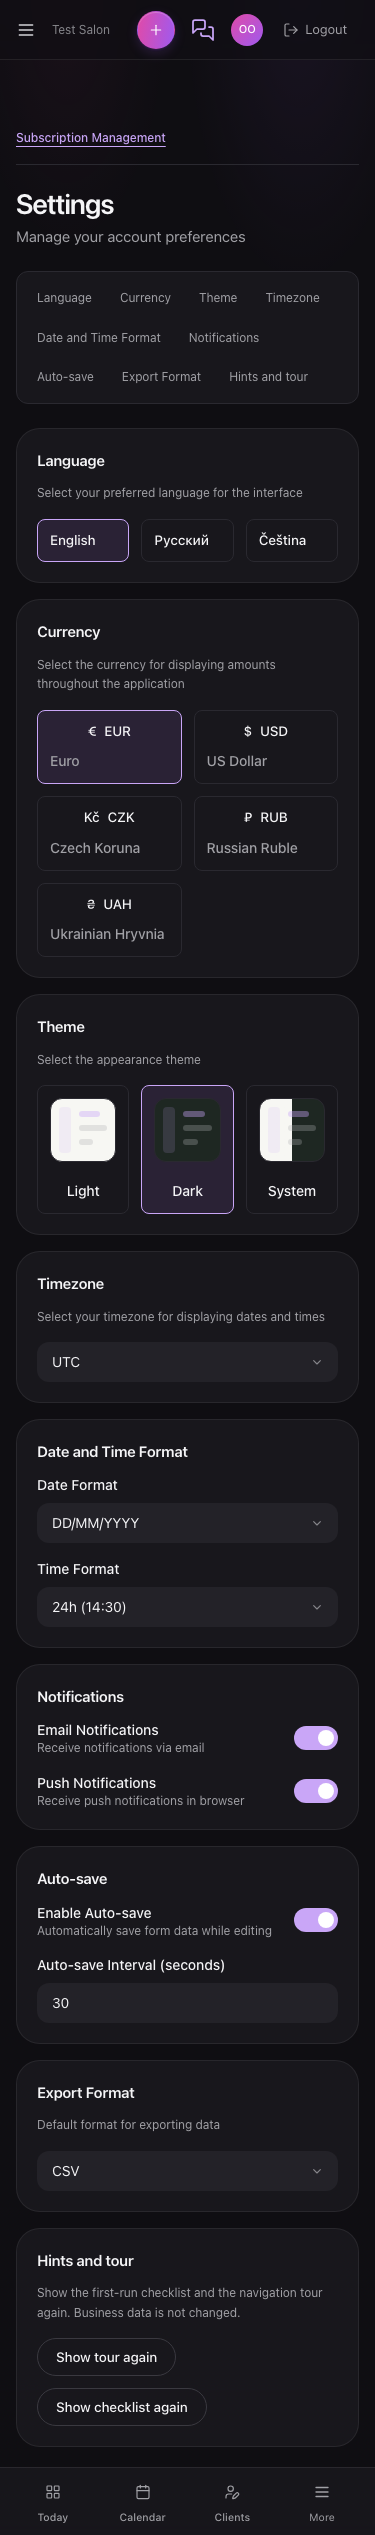 Test Salon
+
OO
Logout
Subscription Management
Settings
Manage your account preferences
Language Currency Theme Timezone
Date and Time Format Notifications
Auto-save Export Format Hints and tour
Language
Select your preferred language for the interface
English Русский Čeština
Currency
Select the currency for displaying amounts
throughout the application
€ EUR
Euro
$ USD
US Dollar
Kč CZK
Czech Koruna
₽ RUB
Russian Ruble
₴ UAH
Ukrainian Hryvnia
Theme
Select the appearance theme
Light Dark System
Timezone
Select your timezone for displaying dates and times
UTC
Date and Time Format
Date Format
DD/MM/YYYY
Time Format
24h (14:30)
Notifications
Email Notifications
Receive notifications via email
Push Notifications
Receive push notifications in browser
Auto-save
Enable Auto-save
Automatically save form data while editing
Auto-save Interval (seconds)
30
Export Format
Default format for exporting data
CSV
Hints and tour
Show the first-run checklist and the navigation tour
again. Business data is not changed.
Show tour again
Show checklist again
Today Calendar Clients More